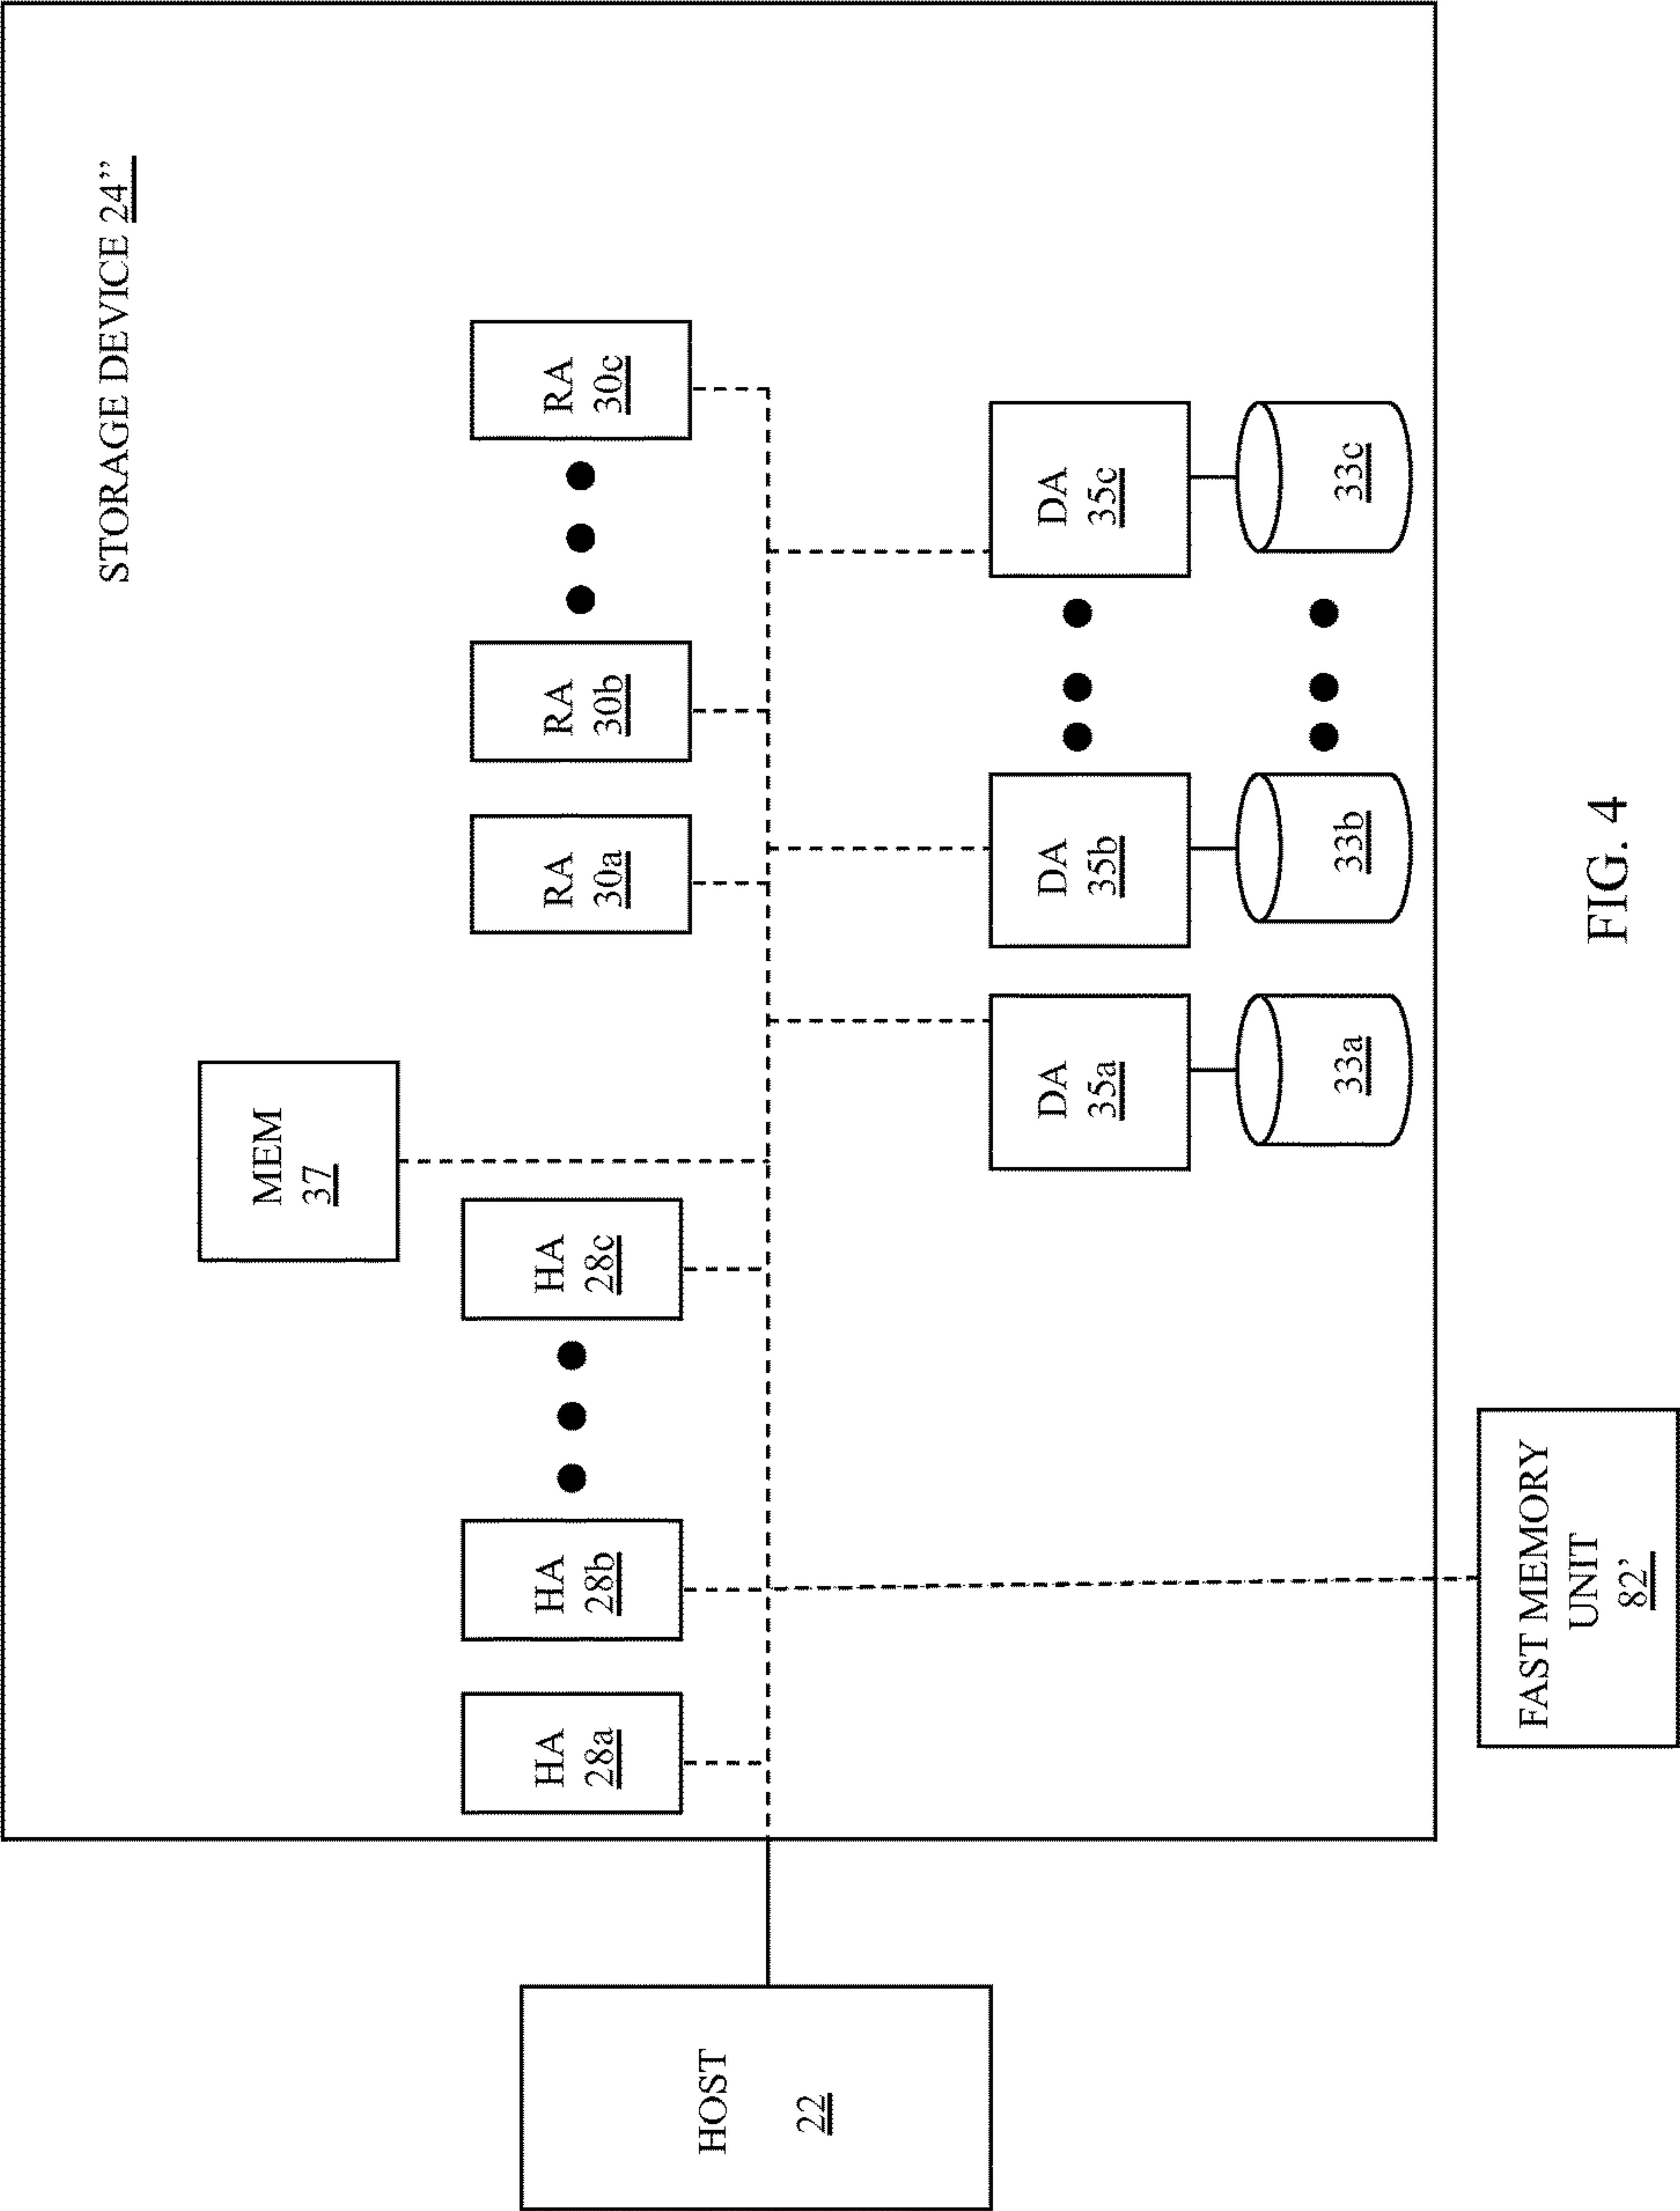 STORAGE DEVICE 24”
MEM
37
HA
28a
HA
28b
HA
28c
RA
30a
RA
30b
RA
30c
HOST
22
DA
35a
DA
35b
DA
35c
33a
33b
33c
FAST MEMORY
UNIT
82’
FIG. 4